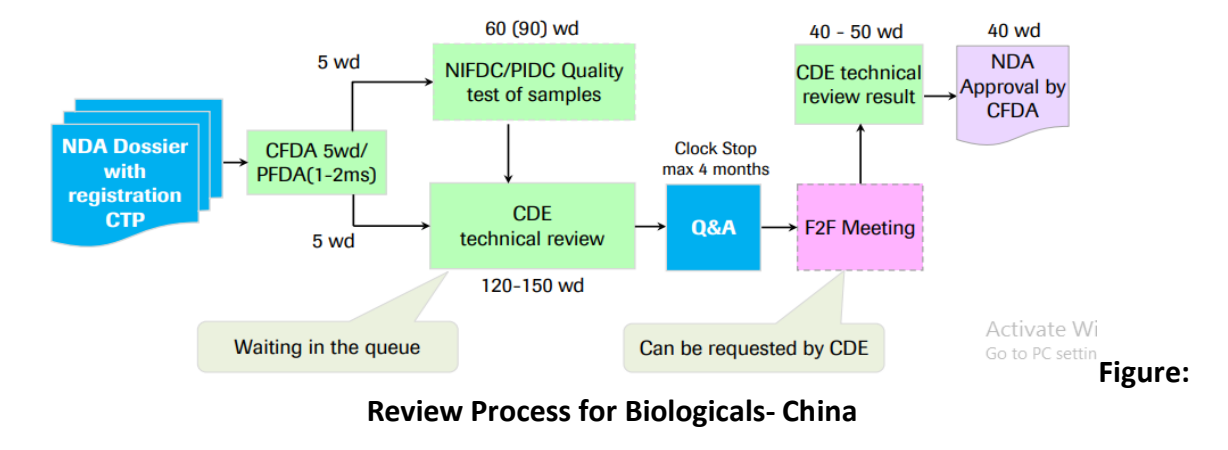 60 (90) wd
40 - 50 wd
40 wd
5 wd
NIFDC/PIDC Quality
test of samples
CDE technical
review result
NDA
Approval by
CFDA
NDA Dossier
with
registration
CTP
CFDA 5wd/
PFDA(1-2ms)
Clock Stop
max 4 months
5 wd
CDE
technical review
Q&A
F2F Meeting
120-150 wd
Waiting in the queue
Can be requested by CDE
Activate Wi
Go to PC settin
Figure:
Review Process for Biologicals- China